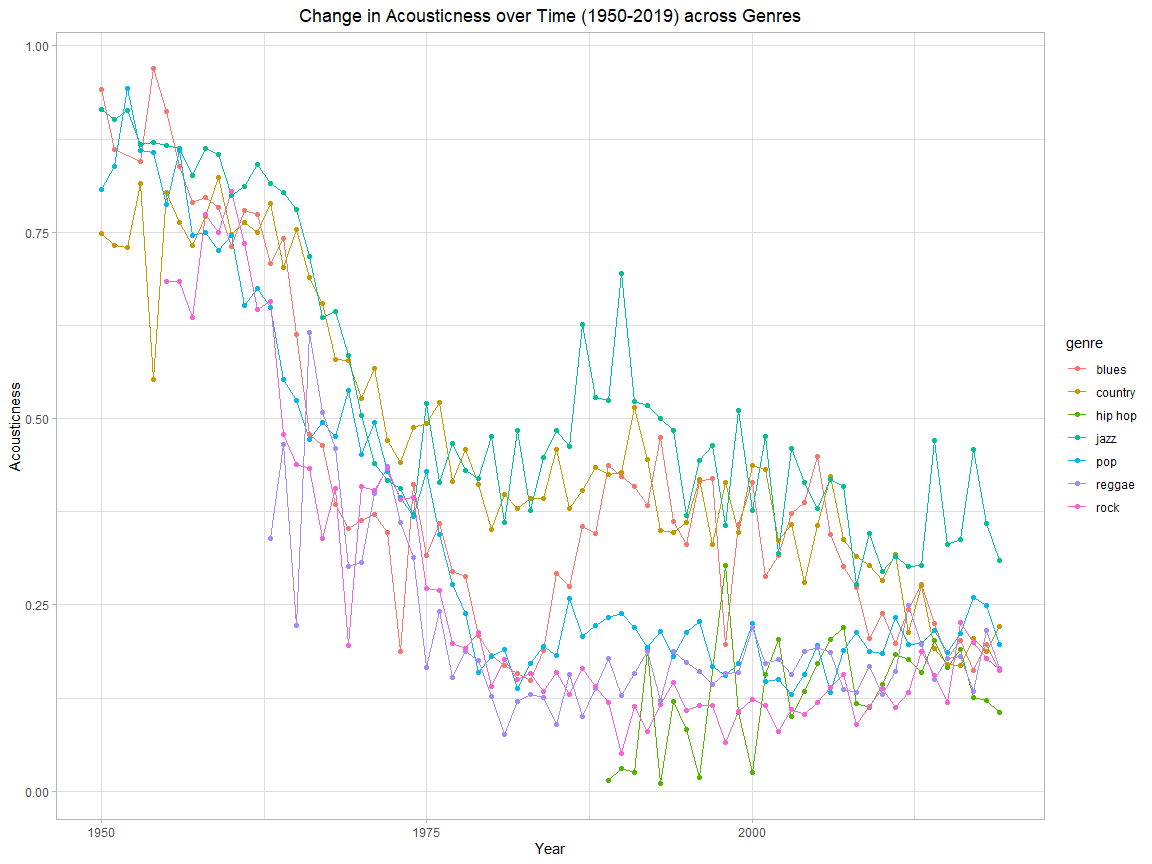 Change in Acousticness over Time (1950-2019) across Genres
1.00
0.75
0.50
0.25
0.00
Acousticness
1950
1975
2000
Year
genre
blues
country
hip hop
jazz
pop
reggae
rock